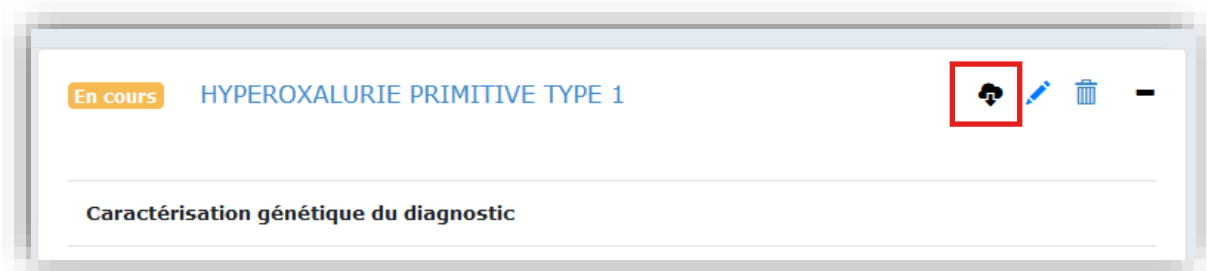 En cours HYPEROXALURIE PRIMITIVE TYPE 1
Caractérisation génétique du diagnostic